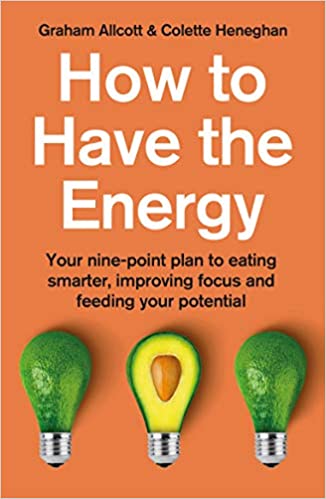 Graham Allcott & Colette Heneghan
How to
Have the
Energy
Your nine-point plan to eating
smarter, improving focus and
feeding your potential